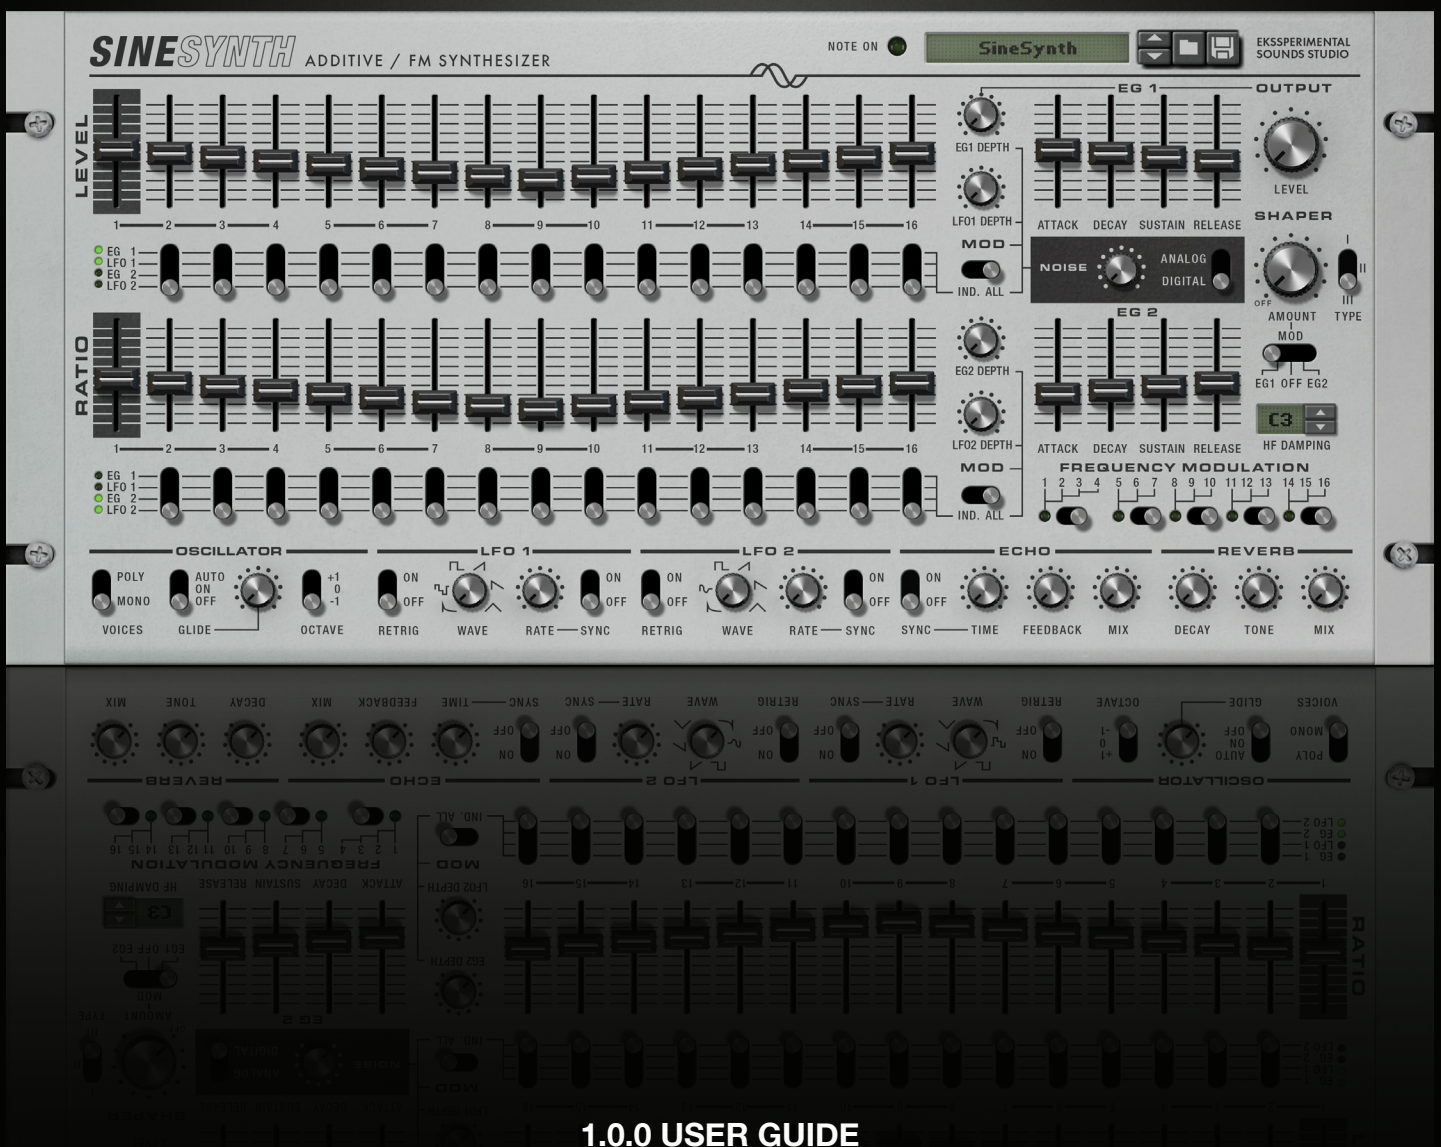 SINESYNTH ADDITIVE / FM SYNTHESIZER
NOTE ON
SineSynth
EKSSPERIMENTAL
SOUNDS STUDIO
LEVEL
1 2 3 4 5 6 7 8 9 10 11 12 13 14 15 16
EG 1
LFO 1
EG 2
LFO 2
EG1 DEPTH
LFO1 DEPTH
MOD
IND. ALL
EG 1
ATTACK DECAY SUSTAIN RELEASE
OUTPUT
LEVEL
NOISE
ANALOG
DIGITAL
SHAPER
OFF
AMOUNT
I
II
III
TYPE
MOD
EG1 OFF EG2
RATIO
1 2 3 4 5 6 7 8 9 10 11 12 13 14 15 16
EG 1
LFO 1
EG 2
LFO 2
EG2 DEPTH
LFO2 DEPTH
MOD
IND. ALL
EG 2
ATTACK DECAY SUSTAIN RELEASE
C3
HF DAMPING
FREQUENCY MODULATION
1 2 3 4 5 6 7 8 9 10 11 12 13 14 15 16
OSCILLATOR
POLY
MONO
VOICES
AUTO
ON
OFF
GLIDE
+1
0
-1
OCTAVE
LFO 1
ON
OFF
RETRIG
WAVE
RATE
ON
OFF
SYNC
LFO 2
ON
OFF
RETRIG
WAVE
RATE
ON
OFF
SYNC
ECHO
ON
OFF
SYNC
TIME
FEEDBACK
MIX
REVERB
DECAY
TONE
MIX
1.0.0 USER GUIDE